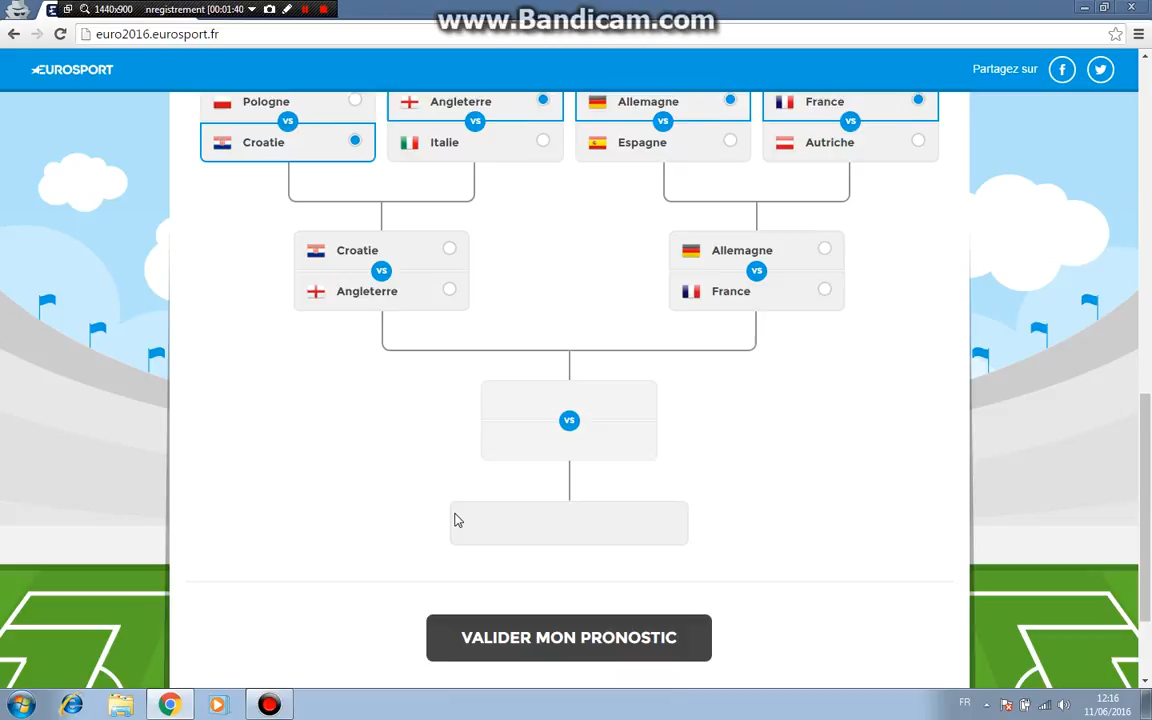 1440x900 .nregistrement [00:01:40
www.Bandicam.com
euro2016.eurosport.fr
EUROSPORT
Partagez sur
Pologne
VS
Croatie
Angleterre
VS
Italie
Allemagne
VS
Espagne
France
VS
Autriche
Croatie
VS
Angleterre
Allemagne
VS
France
VS
VALIDER MON PRONOSTIC
FR
12:16
11/06/2016